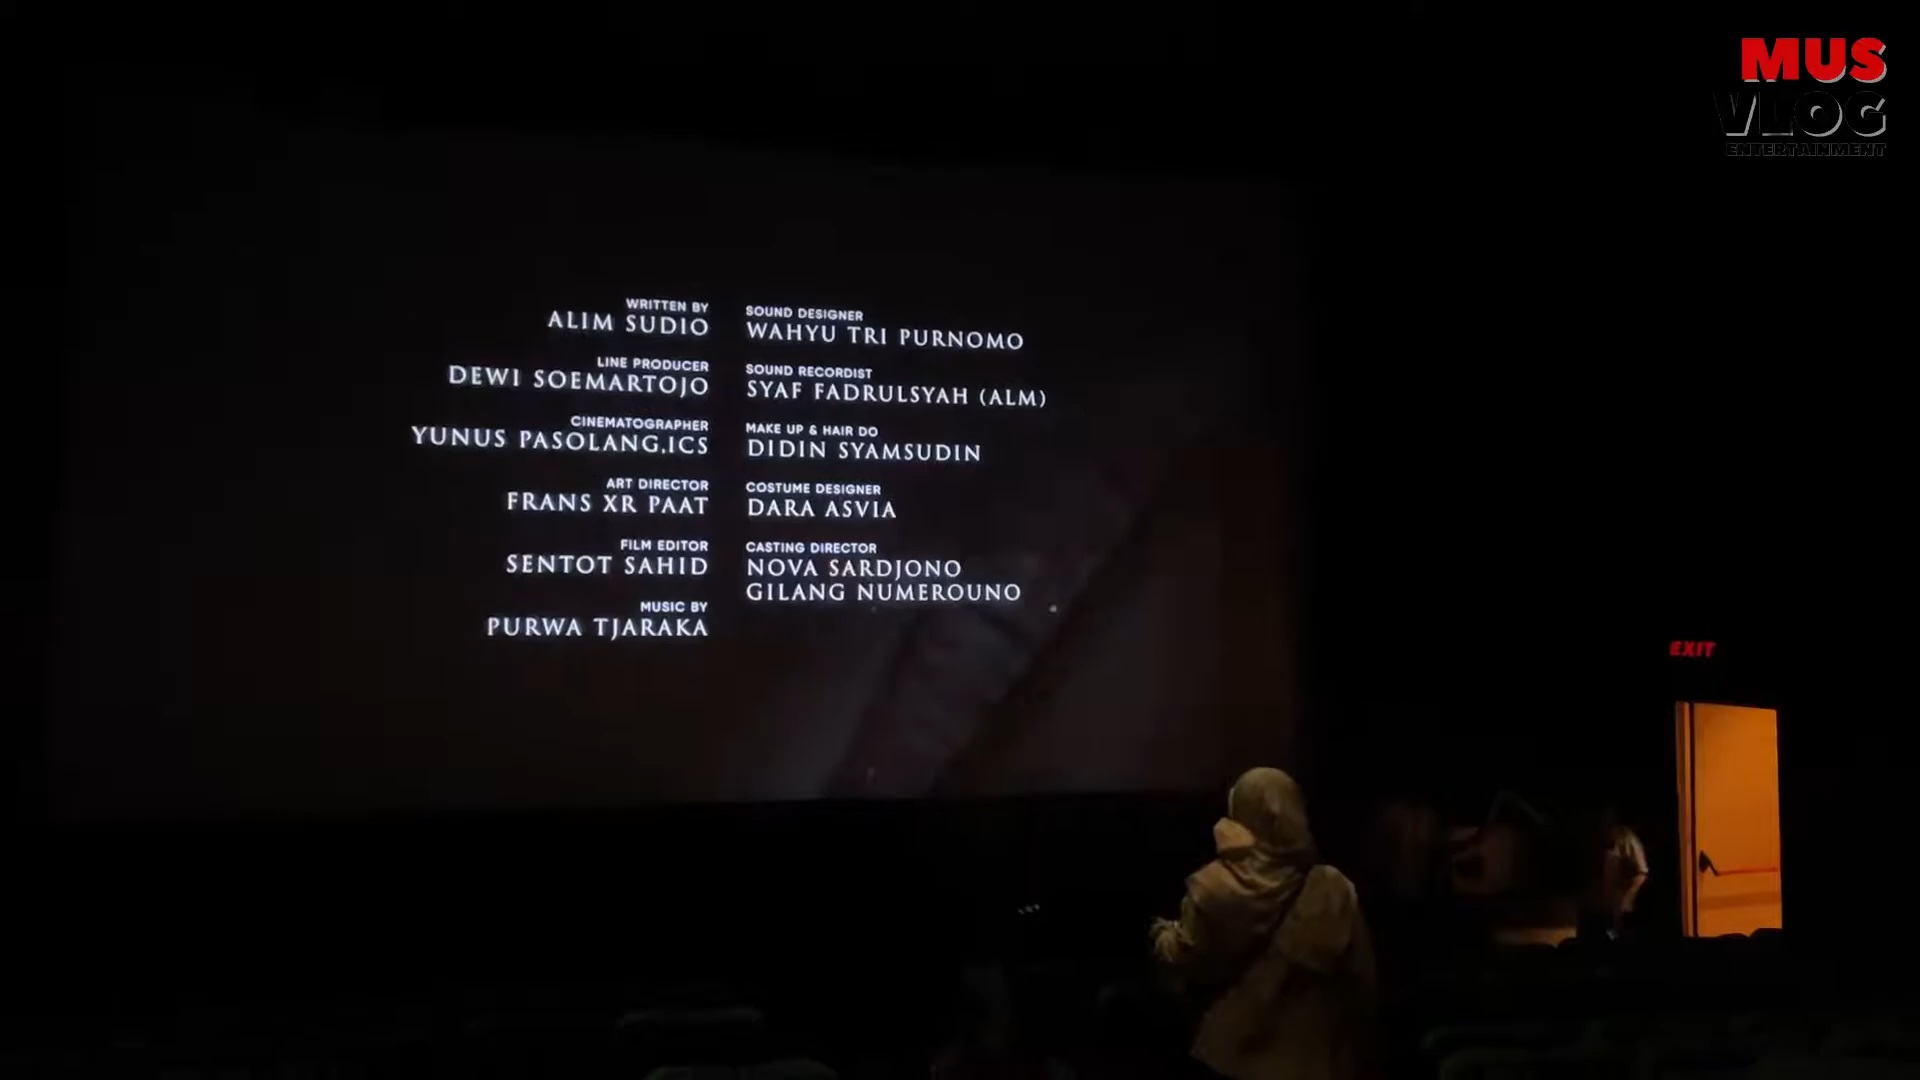 MUS
VLOG
ENTERTAINMENT
WRITTEN BY
ALIM SUDIO
LINE PRODUCER
DEWI SOEMARTOJO
CINEMATOGRAPHER
YUNUS PASOLANG,ICS
ART DIRECTOR
FRANS XR PAAT
FILM EDITOR
SENTOT SAHID
MUSIC BY
PURWA TJARAKA
SOUND DESIGNER
WAHYU TRI PURNOMO
SOUND RECORDIST
SYAF FADRULSYAH (ALM)
MAKE UP & HAIR DO
DIDIN SYAMSUDIN
COSTUME DESIGNER
DARA ASVIA
CASTING DIRECTOR
NOVA SARDJONO
GILANG NUMEROUNO
EXIT